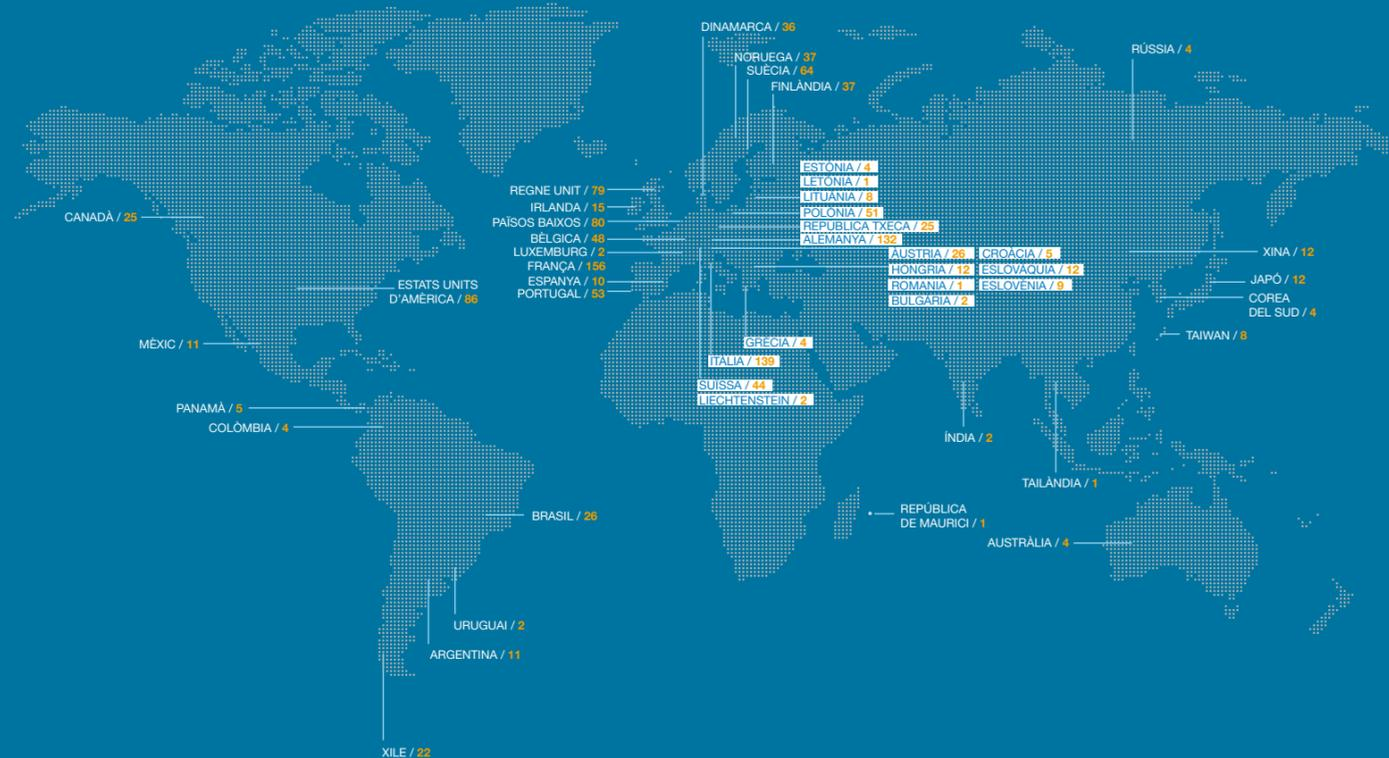 DINAMARCA / 36
NORUEGA / 37
SUÈCIA / 64
FINLÀNDIA / 37
RÚSSIA / 4
ESTÒNIA / 4
LETÒNIA / 1
LITUÀNIA / 8
POLÒNIA / 51
REPÚBLICA TXECA / 25
ALEMANYA / 132
ÀUSTRIA / 26
CROÀCIA / 5
HONGRIA / 12
ESLOVÀQUIA / 12
ROMANIA / 1
ESLOVÈNIA / 9
BULGÀRIA / 2
REGNE UNIT / 79
IRLANDA / 15
PAÏSOS BAIXOS / 80
BÈLGICA / 48
LUXEMBURG / 2
FRANÇA / 156
ESPANYA / 10
PORTUGAL / 53
CANADÀ / 25
ESTATS UNITS
D'AMÈRICA / 86
MÈXIC / 11
PANAMÀ / 5
COLÒMBIA / 4
GRÈCIA / 4
ITÀLIA / 139
SUÏSSA / 44
LIECHTENSTEIN / 2
XINA / 12
JAPÓ / 12
COREA
DEL SUD / 4
TAIWAN / 8
ÍNDIA / 2
TAILÀNDIA / 1
REPÚBLICA
DE MAURICI / 1
AUSTRÀLIA / 4
BRASIL / 26
URUGUAI / 2
ARGENTINA / 11
XILE / 22